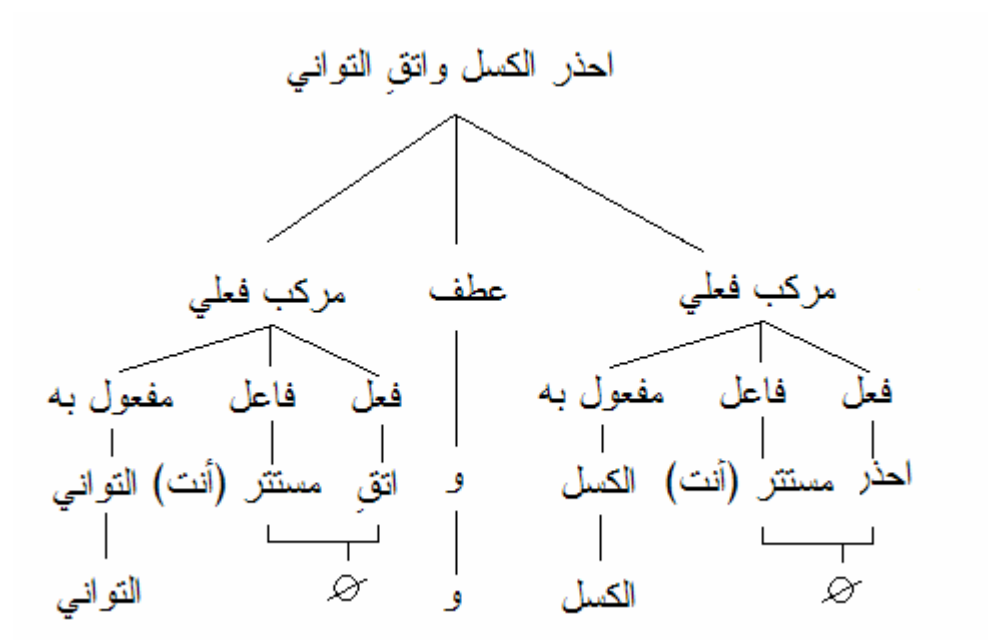 احذر الكسل واتقِ التواني
مركب فعلي عطف مركب فعلي
فعل فاعل مفعول به فعل فاعل مفعول به
احذر مستتر (أنت) الكسل و اتقِ مستتر (أنت) التواني
∅ الكسل و ∅ التواني